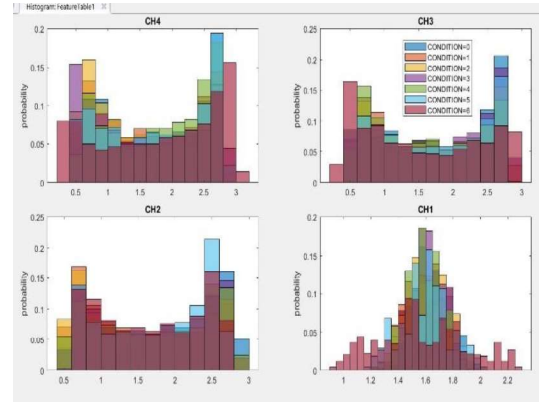 Histogram: FeatureTable1
CH4
CH3
0.25
0.2
0.15
0.1
0.05
0
probability
0.5 1 1.5 2 2.5 3
0.25
0.2
0.15
0.1
0.05
0
probability
0.5 1 1.5 2 2.5 3
CONDITION=0
CONDITION=1
CONDITION=2
CONDITION=3
CONDITION=4
CONDITION=5
CONDITION=6
CH2
CH1
0.25
0.2
0.15
0.1
0.05
0
probability
0.5 1 1.5 2 2.5 3
0.2
0.15
0.1
0.05
0
probability
1 1.2 1.4 1.6 1.8 2 2.2